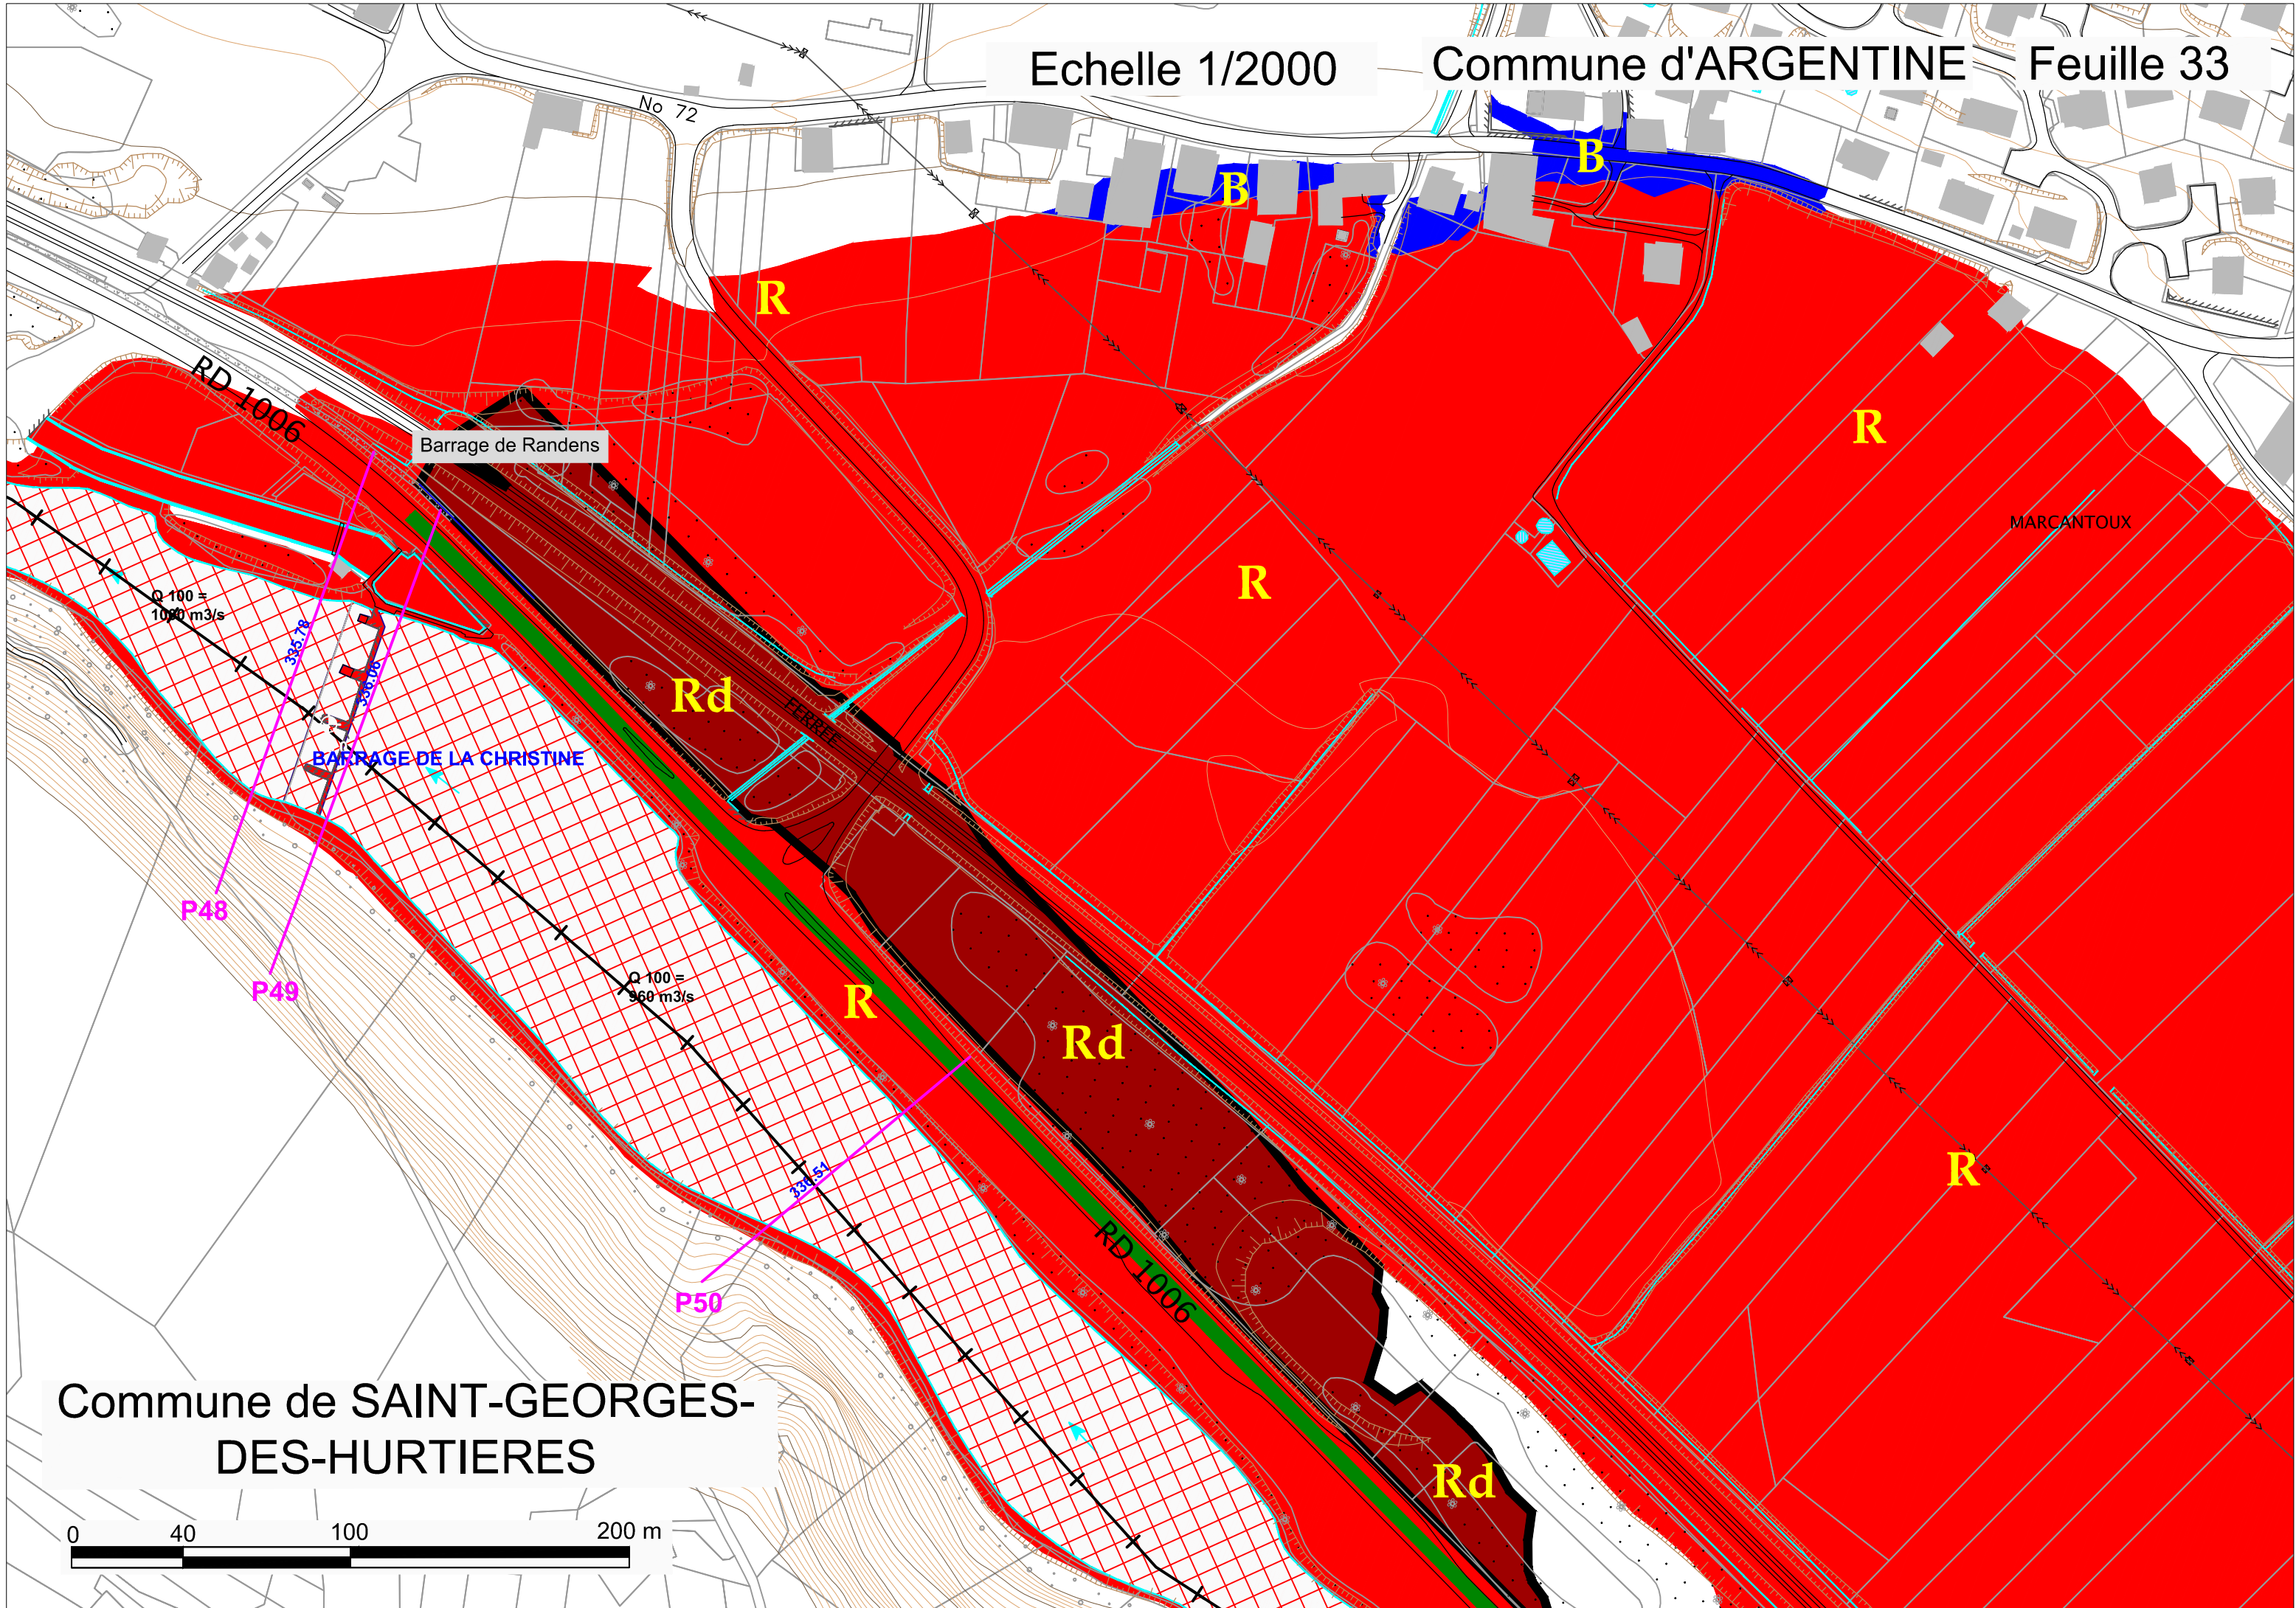 Echelle 1/2000
Commune d'ARGENTINE
Feuille 33
No 72
B
B
R
RD 1006
Barrage de Randens
R
MARCANTOUX
R
Q 100 =
m3/s
335.78
336.06
Rd
FERREE
BARRAGE DE LA CHRISTINE
P48
P49
Q 100 =
960 m3/s
R
Rd
336.51
R
P50
RD 1006
Commune de SAINT-GEORGES-
DES-HURTIERES
Rd
0 40 100 200 m